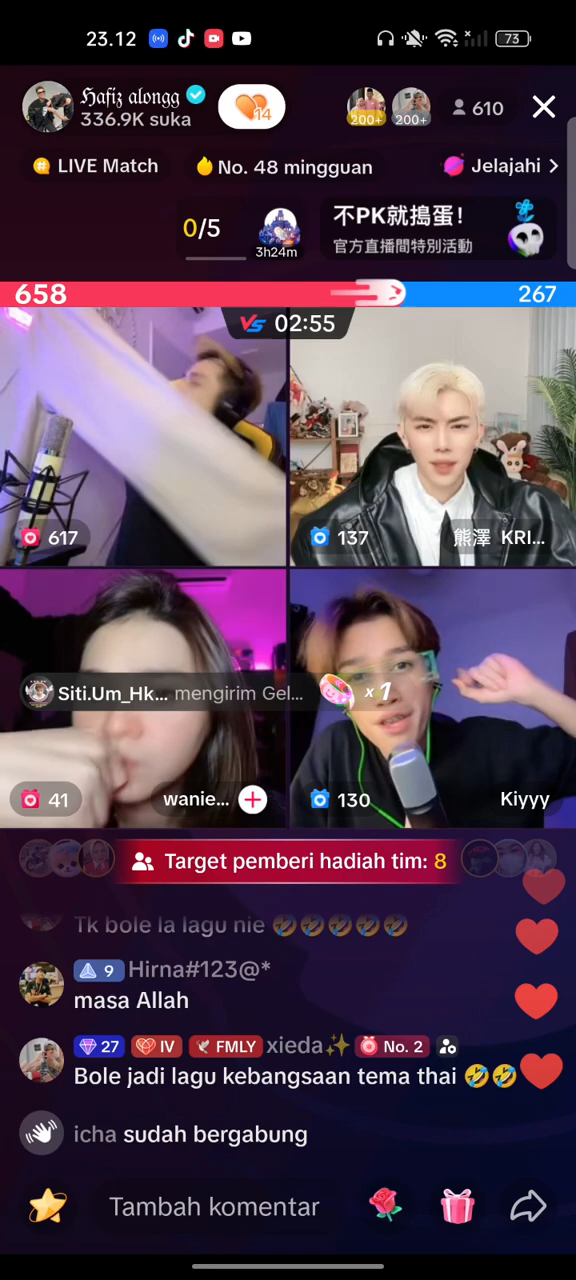 23.12
73
Hafiz alongg
336.9K suka
14
200+
200+
610
LIVE Match
No. 48 mingguan
Jelajahi
0/5
3h24m
不PK就搗蛋!
官方直播間特別活動
658
267
VS 02:55
617
137
熊澤 KRI...
Siti.Um_Hk... mengirim Gel...
x 1
41
wanie...
130
Kiyyy
Target pemberi hadiah tim: 8
Tk bole la lagu nie 🤣🤣🤣🤣🤣
9 Hirna#123@*
masa Allah
27 IV FMLY xieda✨ No. 2
Bole jadi lagu kebangsaan tema thai 🤣🤣
icha sudah bergabung
Tambah komentar